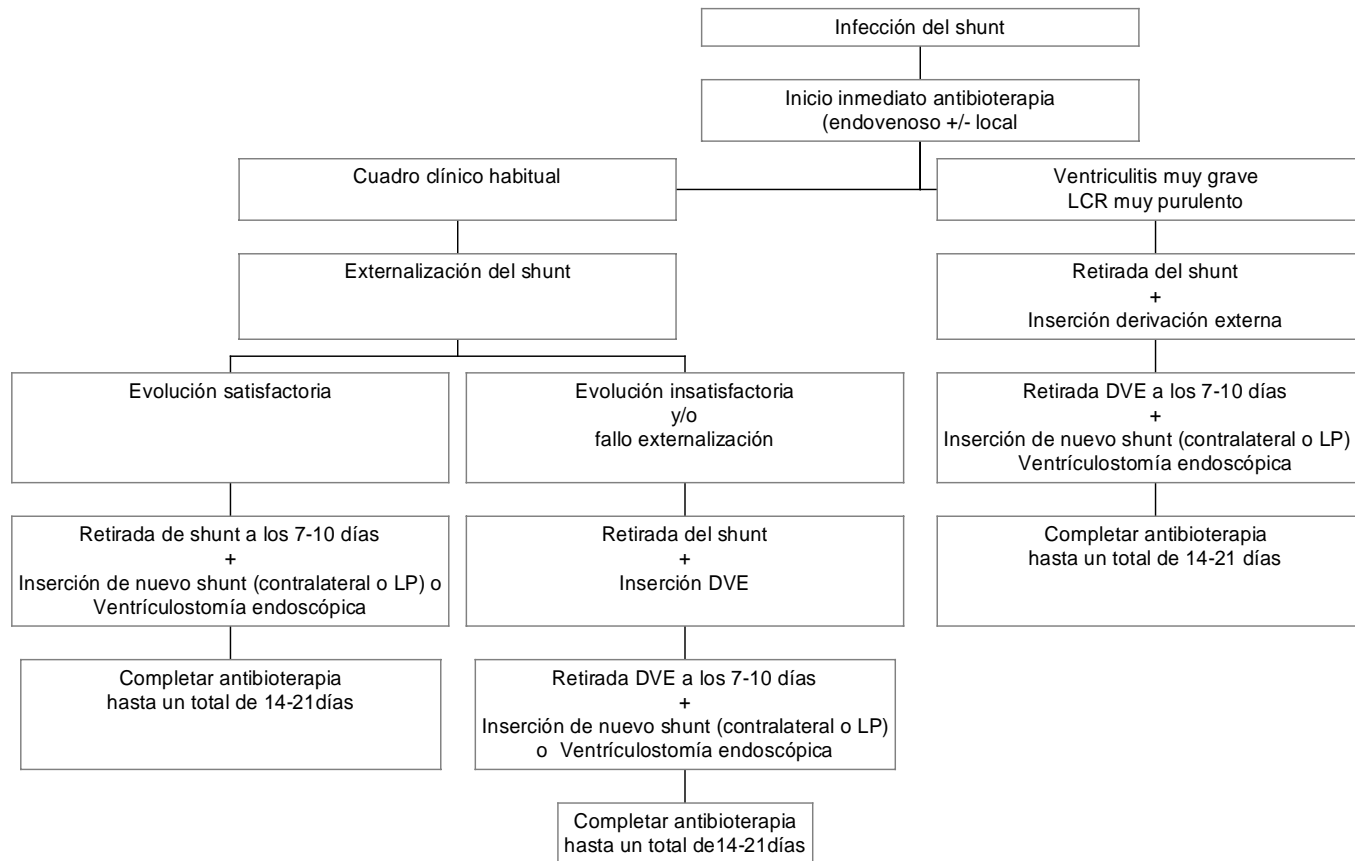 Infección del shunt
Inicio inmediato antibioterapia
(endovenoso +/- local
Cuadro clínico habitual
Ventriculitis muy grave
LCR muy purulento
Externalización del shunt
Retirada del shunt
+
Inserción derivación externa
Evolución satisfactoria
Evolución insatisfactoria
y/o
fallo externalización
Retirada DVE a los 7-10 días
+
Inserción de nuevo shunt (contralateral o LP)
Ventrículostomía endoscópica
Retirada de shunt a los 7-10 días
+
Inserción de nuevo shunt (contralateral o LP) o
Ventrículostomía endoscópica
Retirada del shunt
+
Inserción DVE
Completar antibioterapia
hasta un total de 14-21 días
Completar antibioterapia
hasta un total de 14-21días
Retirada DVE a los 7-10 días
+
Inserción de nuevo shunt (contralateral o LP)
o Ventrículostomía endoscópica
Completar antibioterapia
hasta un total de14-21días